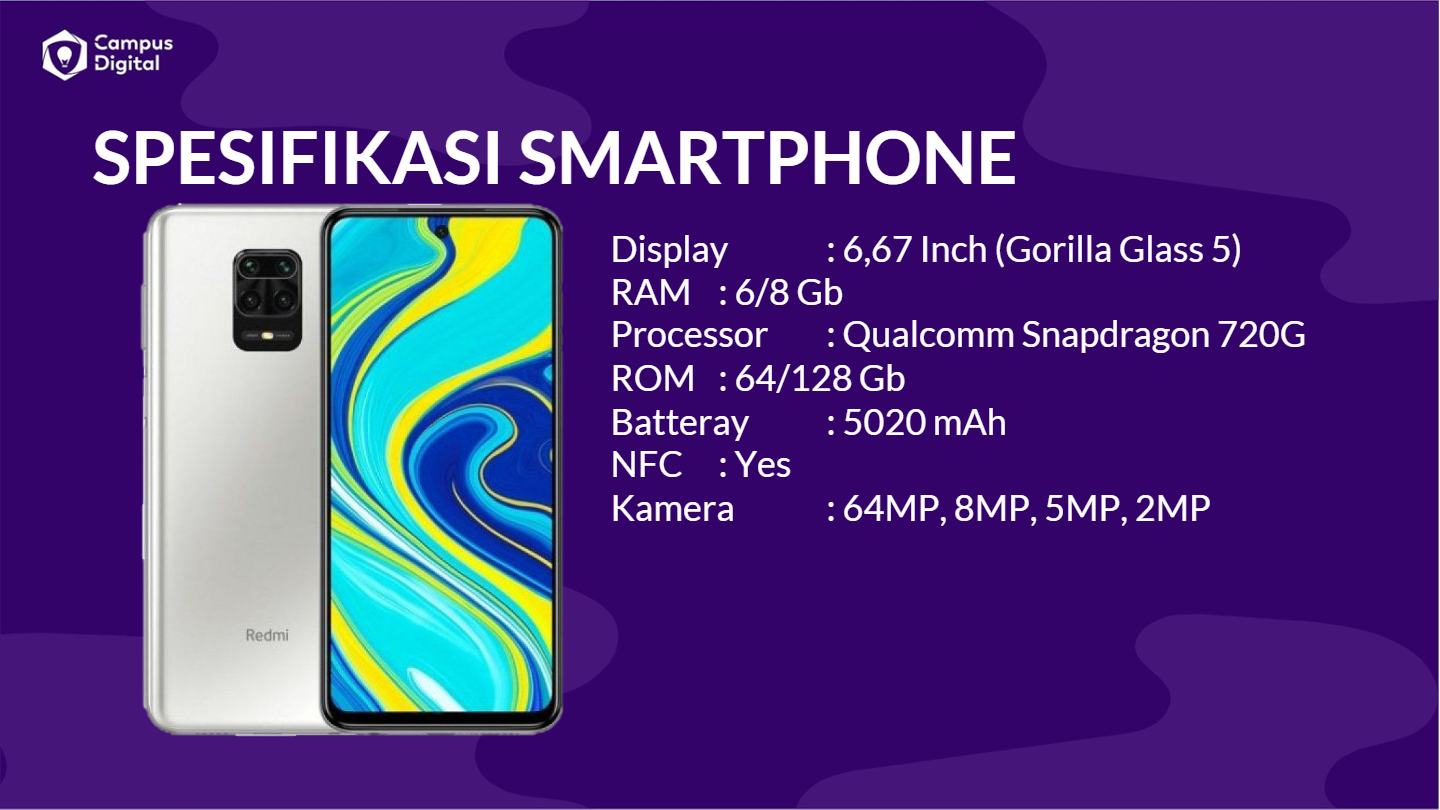 Campus
Digital
SPESIFIKASI SMARTPHONE
Display : 6,67 Inch (Gorilla Glass 5)
RAM : 6/8 Gb
Processor : Qualcomm Snapdragon 720G
ROM : 64/128 Gb
Batteray : 5020 mAh
NFC : Yes
Kamera : 64MP, 8MP, 5MP, 2MP
Redmi